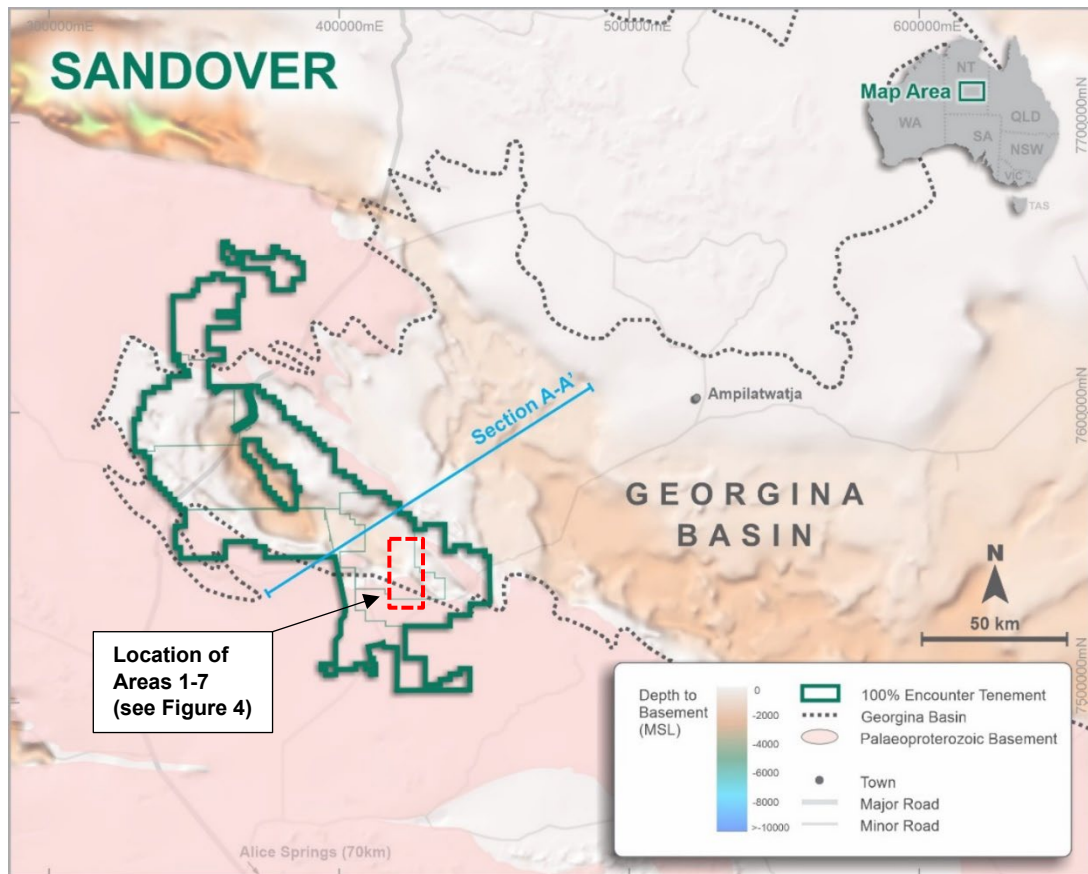 300000mE
400000mE
500000mE
600000mE
SANDOVER
Map Area
NT
WA
QLD
SA
NSW
VIC
TAS
7700000mN
Section A-A'
Ampilatwatja
7600000mN
GEORGINA
BASIN
N
50 km
Location of
Areas 1-7
(see Figure 4)
7500000mN
Depth to
Basement
(MSL)
0
-2000
-4000
-6000
-8000
>-10000
100% Encounter Tenement
Georgina Basin
Palaeoproterozoic Basement
Town
Major Road
Minor Road
Alice Springs (70km)